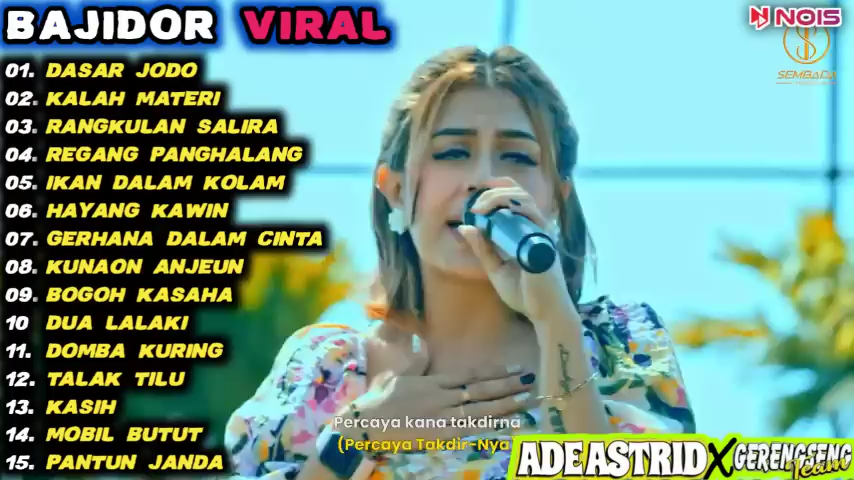 BAJIDOR VIRAL
NOIS
SEMBADA
01. DASAR JODO
02. KALAH MATERI
03. RANGKULAN SALIRA
04. REGANG PANGHALANG
05. IKAN DALAM KOLAM
06. HAYANG KAWIN
07. GERHANA DALAM CINTA
08. KUNAON ANJEUN
09. BOGOH KASAHA
10 DUA LALAKI
11. DOMBA KURING
12. TALAK TILU
13. KASIH
14. MOBIL BUTUT
15. PANTUN JANDA
Percaya kana takdirna
(Percaya Takdir-Nya
ADE ASTRID X GERENGSENG Team